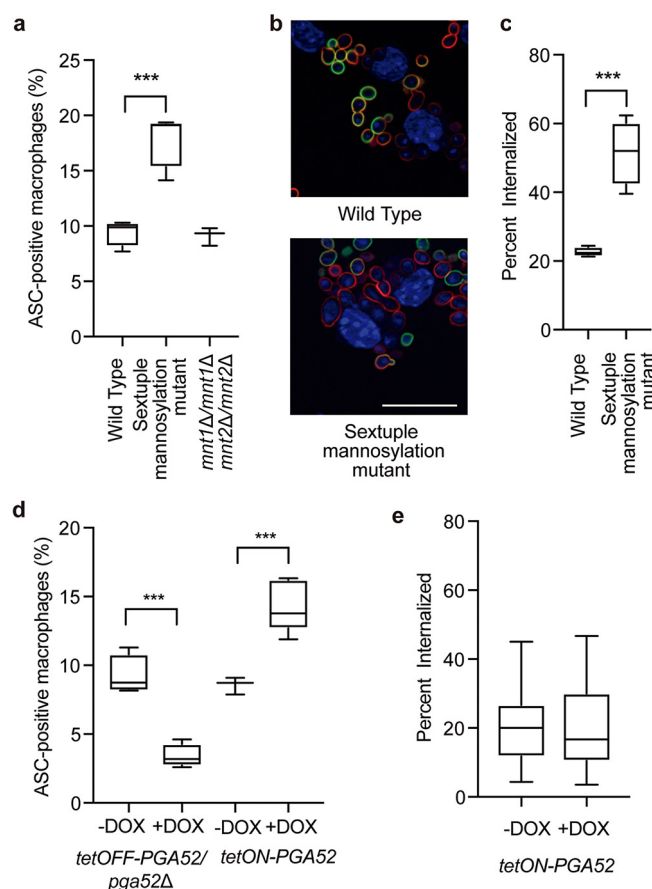 a
ASC-positive macrophages (%)
25
20
15
10
5
0
***
Wild Type
Sextuple
mannosylation
mutant
mnt1Δ/mnt1Δ
mnt2Δ/mnt2Δ
b
Wild Type
Sextuple
mannosylation
mutant
c
Percent Internalized
80
60
40
20
0
***
Wild Type
Sextuple
mannosylation
mutant
d
ASC-positive macrophages (%)
20
15
10
5
0
***
***
-DOX +DOX -DOX +DOX
tetOFF-PGA52/
pga52Δ
tetON-PGA52
e
Percent Internalized
80
60
40
20
0
-DOX +DOX
tetON-PGA52